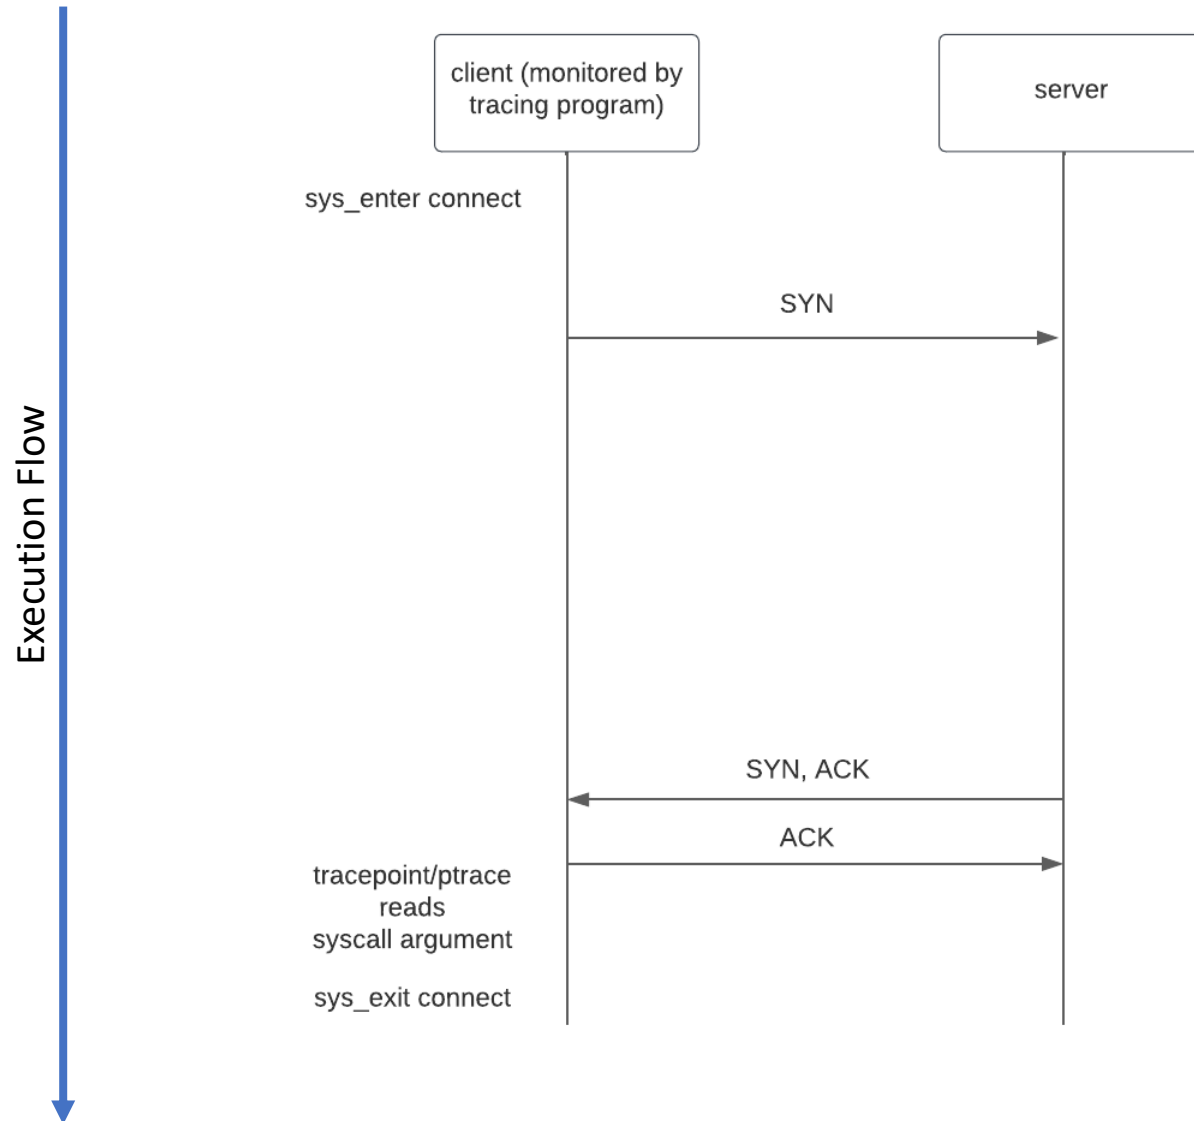 client (monitored by
tracing program)
server
sys_enter connect
SYN
Execution Flow
SYN, ACK
ACK
tracepoint/ptrace
reads
syscall argument
sys_exit connect